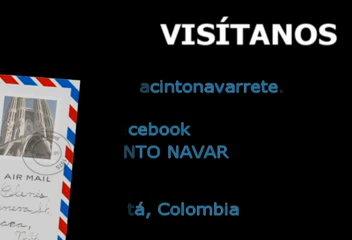 VISÍTANOS
acintonavarrete.
cebook
NTO NAVAR
tá, Colombia
AIR MAIL